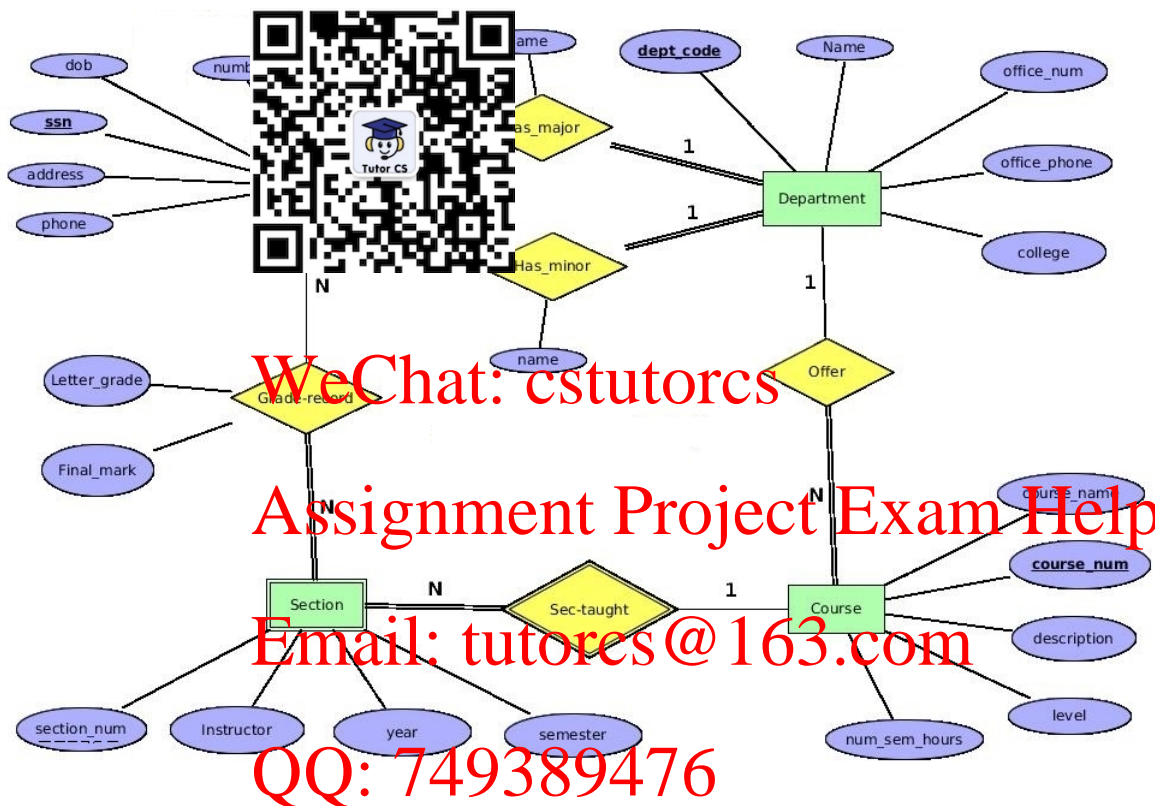 ame
dept_code
Name
dob
numb
office_num
ssn
as_major
1
address
Tutor CS
office_phone
phone
1
Department
Has_minor
college
N
1
name
Letter_grade
WeChat: cstutorcs
Grade-record
Offer
Final_mark
N
N
course_name
Assignment Project Exam Help
course_num
Section
N
Sec-taught
1
Course
description
Email: tutorcs@163.com
section_num
Instructor
year
semester
num_sem_hours
level
QQ: 749389476